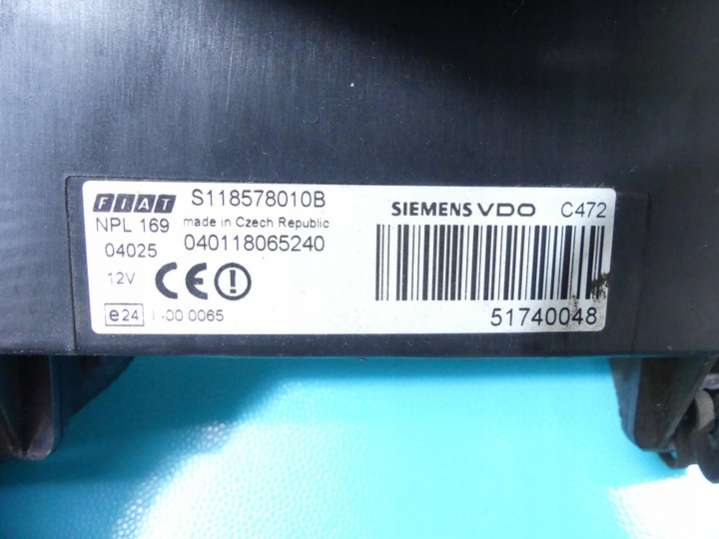 FIAT S118578010B
NPL 169 made in Czech Republic
04025 040118065240
12V CE
e24 -00 0065
SIEMENS VDO C472
51740048